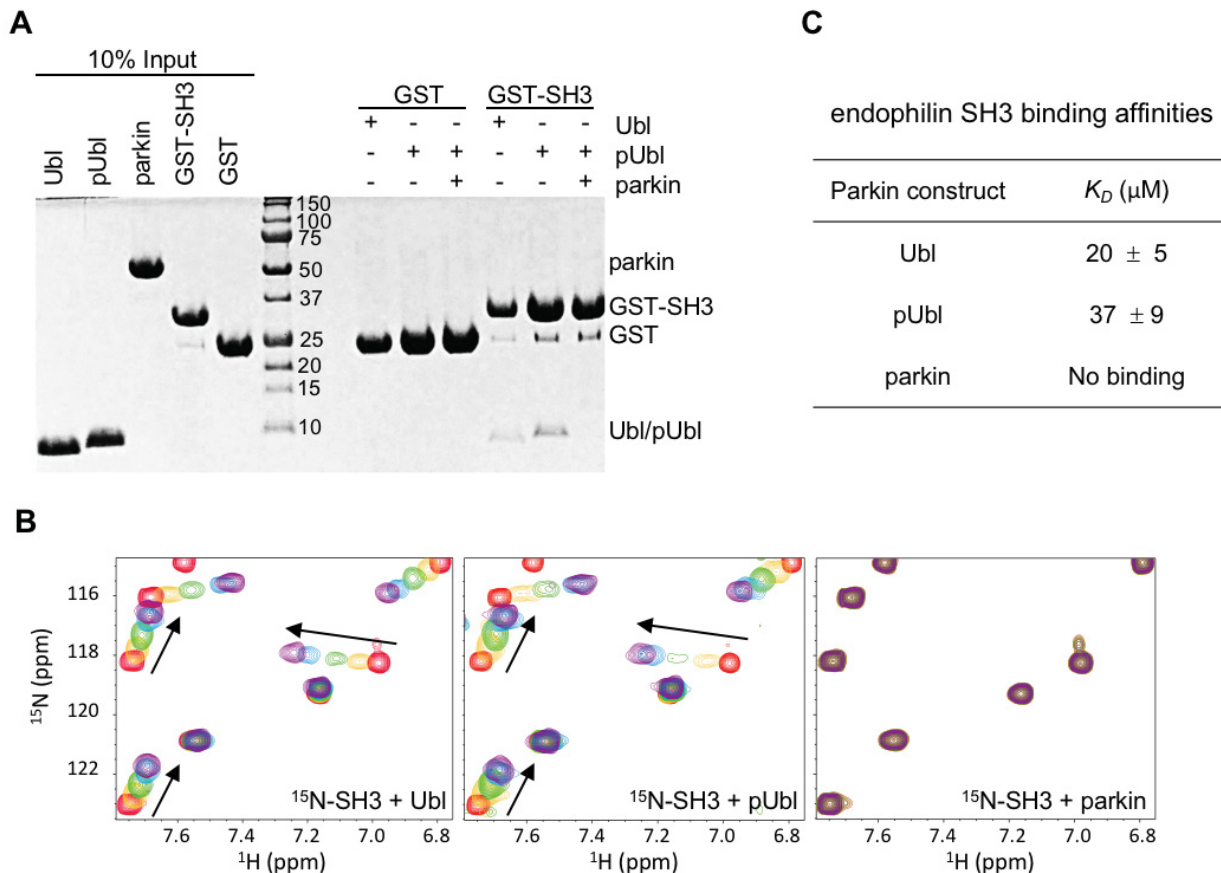 A
10% Input
Ubl
pUbl
parkin
GST-SH3
GST
GST
GST-SH3
+ - - + - - Ubl
- + + - + + pUbl
- - + - - + parkin
150
100
75
50
37
25
20
15
10
parkin
GST-SH3
GST
Ubl/pUbl
C
endophilin SH3 binding affinities
Parkin construct K_D (μM)
Ubl 20 ± 5
pUbl 37 ± 9
parkin No binding
B
15N (ppm)
116
118
120
122
15N-SH3 + Ubl
15N-SH3 + pUbl
15N-SH3 + parkin
7.6 7.4 7.2 7.0 6.8
7.6 7.4 7.2 7.0 6.8
7.6 7.4 7.2 7.0 6.8
1H (ppm)
1H (ppm)
1H (ppm)